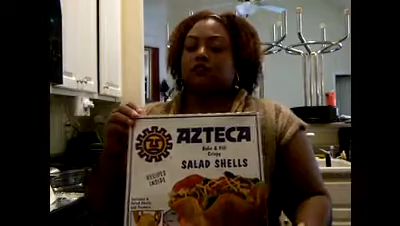 AZTECA
Bake & Fill
Crispy
SALAD SHELLS
RECIPES
INSIDE